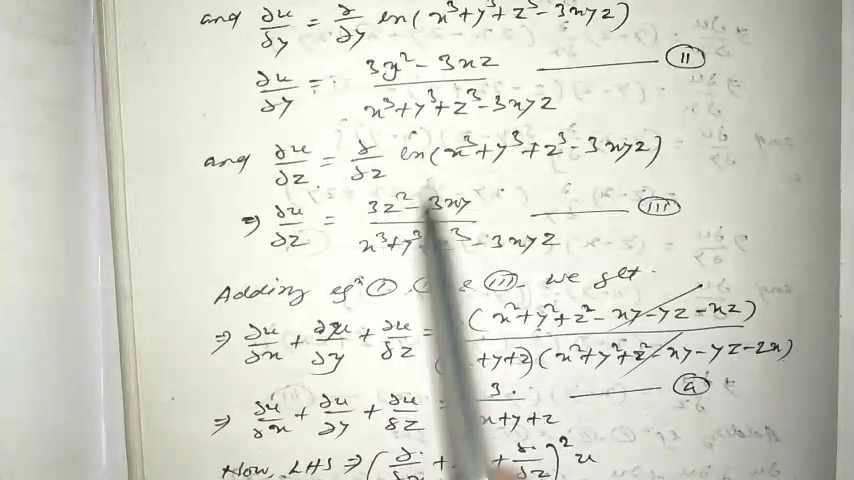 and ∂u/∂y = ∂/∂y ln(x³+y³+z³-3xyz)
∂u/∂y = (3y²-3xz)/(x³+y³+z³-3xyz) —— (II)
and ∂u/∂z = ∂/∂z ln(x³+y³+z³-3xyz)
⇒ ∂u/∂z = (3z²-3xy)/(x³+y³ z³-3xyz) —— (III)
Adding eqⁿ (I), & (III) we get.
⇒ ∂u/∂x + ∂u/∂y + ∂u/∂z = (x²+y²+z²-xy-yz-xz)/( +y+z)(x²+y²+z²-xy-yz-zx)
⇒ ∂u/∂x + ∂u/∂y + ∂u/∂z 3/x+y+z —— (a)
Now, LHS ⇒ (∂/∂x + + ∂/∂z)² u